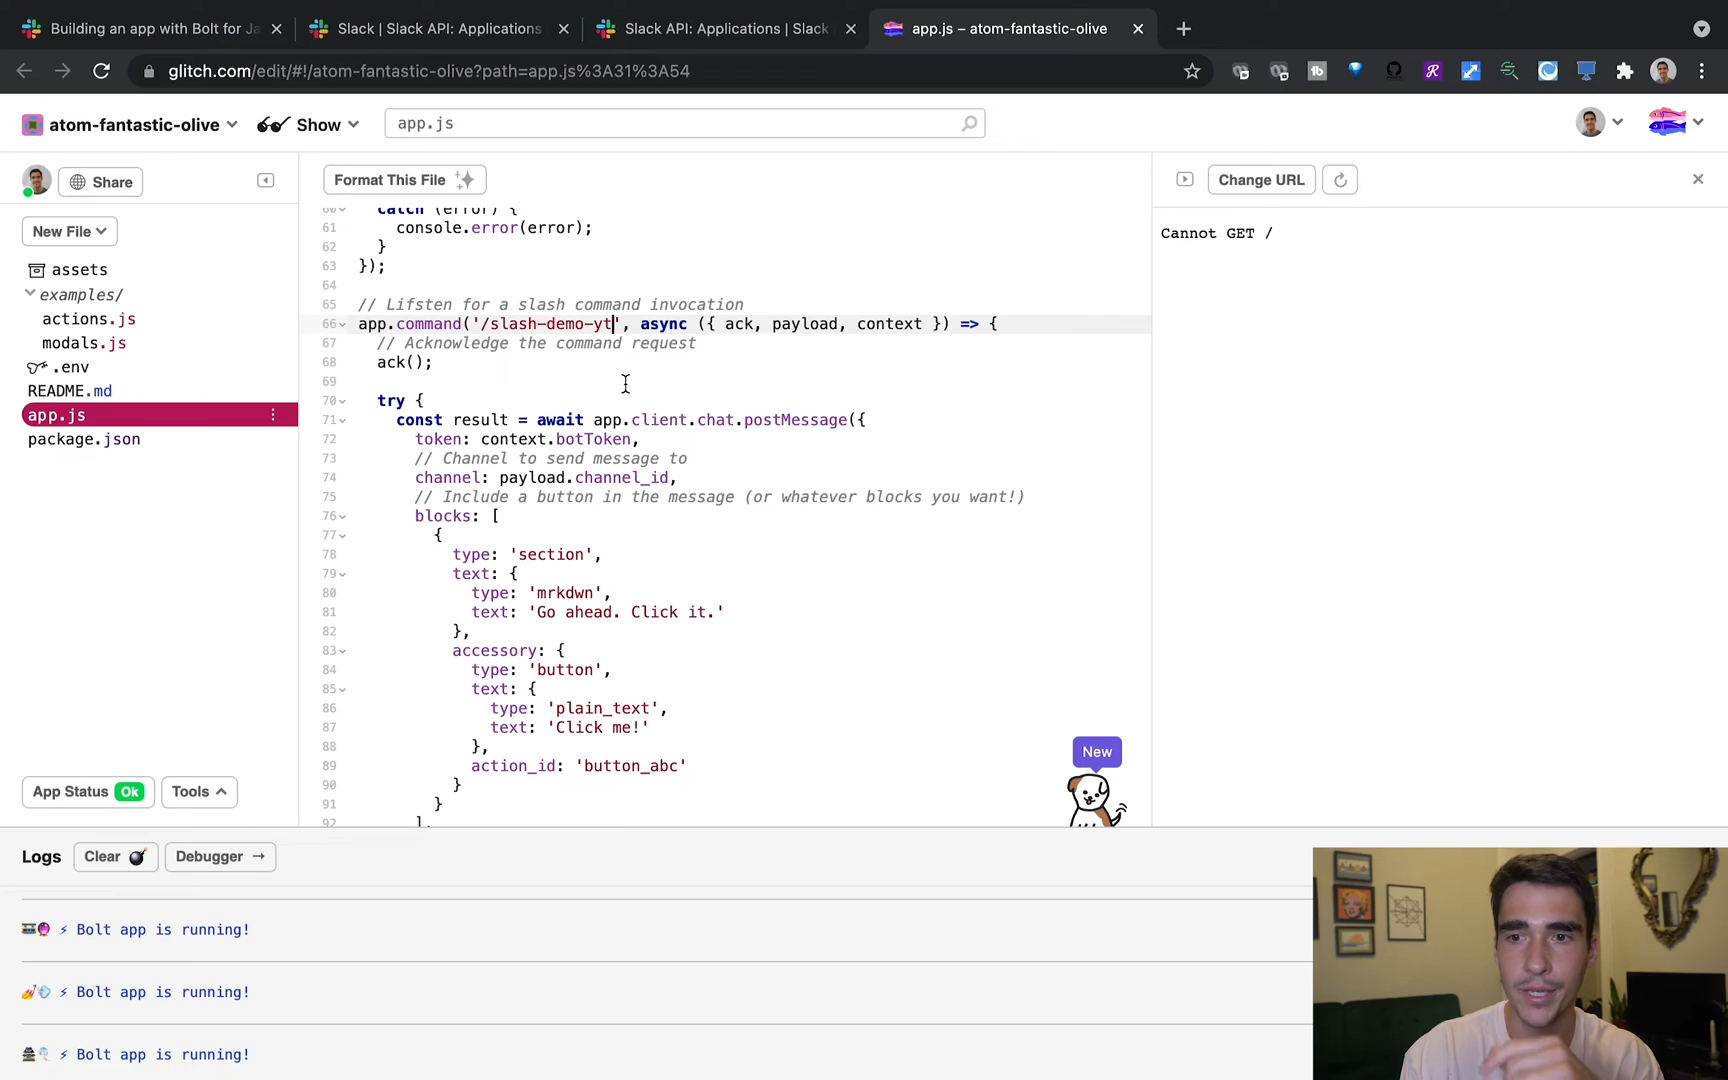 Building an app with Bolt for Ja
Slack | Slack API: Applications
Slack API: Applications | Slack
app.js – atom-fantastic-olive
glitch.com/edit/#!/atom-fantastic-olive?path=app.js%3A31%3A54
atom-fantastic-olive
Show
app.js
Share
Format This File
Change URL
New File
assets
examples/
actions.js
modals.js
.env
README.md
app.js
package.json
App Status Ok
Tools
60 catch (error) {
61 console.error(error);
62 }
63 });
64
65 // Lifsten for a slash command invocation
66 app.command('/slash-demo-yt', async ({ ack, payload, context }) => {
67 // Acknowledge the command request
68 ack();
69
70 try {
71 const result = await app.client.chat.postMessage({
72 token: context.botToken,
73 // Channel to send message to
74 channel: payload.channel_id,
75 // Include a button in the message (or whatever blocks you want!)
76 blocks: [
77 {
78 type: 'section',
79 text: {
80 type: 'mrkdwn',
81 text: 'Go ahead. Click it.'
82 },
83 accessory: {
84 type: 'button',
85 text: {
86 type: 'plain_text',
87 text: 'Click me!'
88 },
89 action_id: 'button_abc'
90 }
91 }
92 ],
Cannot GET /
New
Logs
Clear
Debugger →
⚡ Bolt app is running!
⚡ Bolt app is running!
⚡ Bolt app is running!